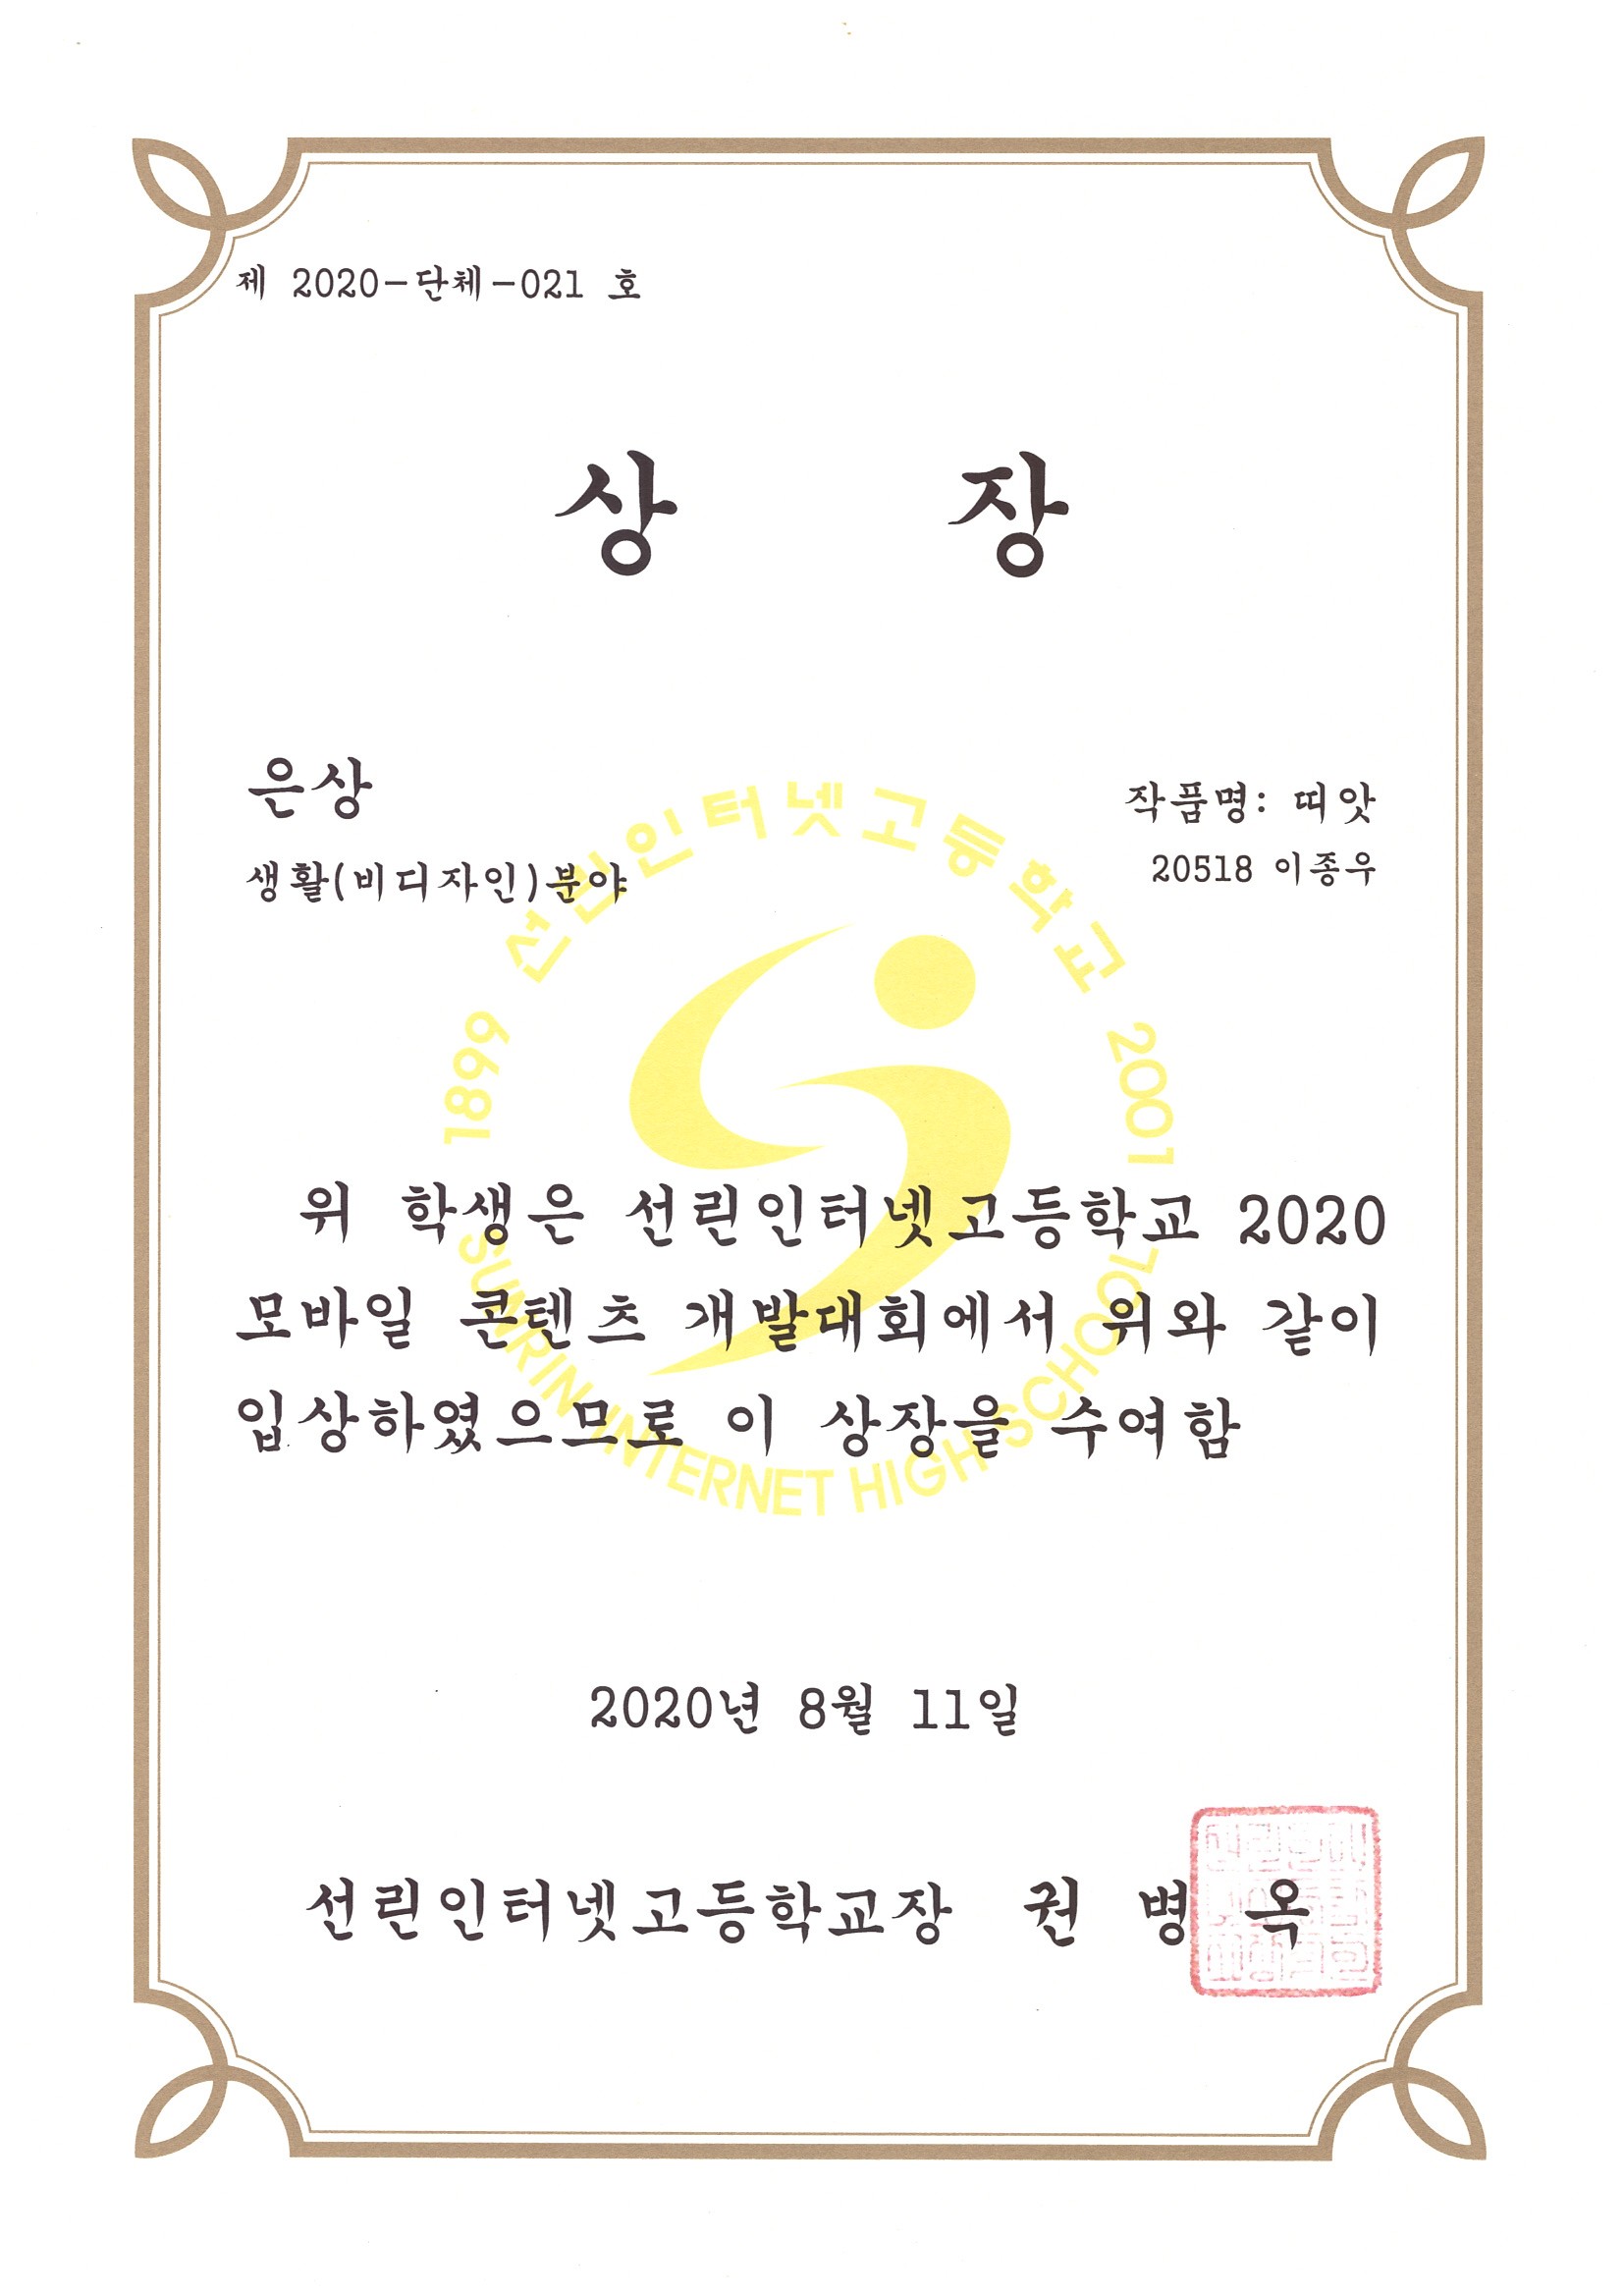 제 2020-단체-021 호
상 장
은상
작품명: 띠앗
생활(비디자인)분야
20518 이종우
1899 선린인터넷고등학교 2001
SUNRIN INTERNET HIGH SCHOOL
위 학생은 선린인터넷고등학교 2020
모바일 콘텐츠 개발대회에서 위와 같이
입상하였으므로 이 상장을 수여함
2020년 8월 11일
선린인터넷고등학교장 권 병 옥